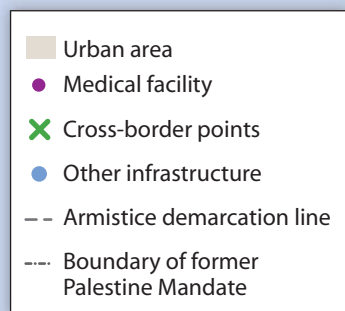 Urban area
Medical facility
Cross-border points
Other infrastructure
Armistice demarcation line
Boundary of former
Palestine Mandate